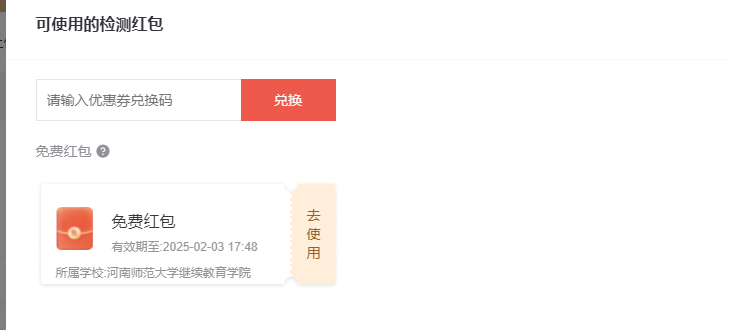 可使用的检测红包
请输入优惠券兑换码
兑换
免费红包 ?
免费红包
有效期至:2025-02-03 17:48
所属学校:河南师范大学继续教育学院
去
使
用